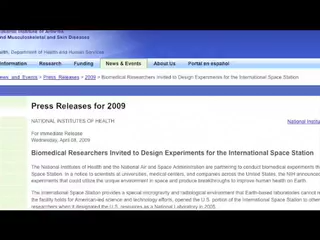 National Institute of Arthritis
and Musculoskeletal and Skin Diseases
Health, Department of Health and Human Services
Information Research Funding News & Events About Us Portal en español
News and Events > Press Releases > 2009 > Biomedical Researchers Invited to Design Experiments for the International Space Station
Press Releases for 2009
NATIONAL INSTITUTES OF HEALTH National Insti
For Immediate Release
Wednesday, April 08, 2009
Biomedical Researchers Invited to Design Experiments for the International Space Station
The National Institutes of Health and the National Air and Space Administration are partnering to conduct biomedical experiments tha
Space Station. In a notice to scientists at universities, medical centers, and companies across the United States, the NIH announced
experiments that could utilize the unique environment in space and produce breakthroughs to improve human health on Earth.
The International Space Station provides a special microgravity and radiological environment that Earth-based laboratories cannot re
the facility holds for American-led science and technology efforts, opened the U.S. portion of the International Space Station to other
researchers when it designated the U.S. resources as a National Laboratory in 2005.